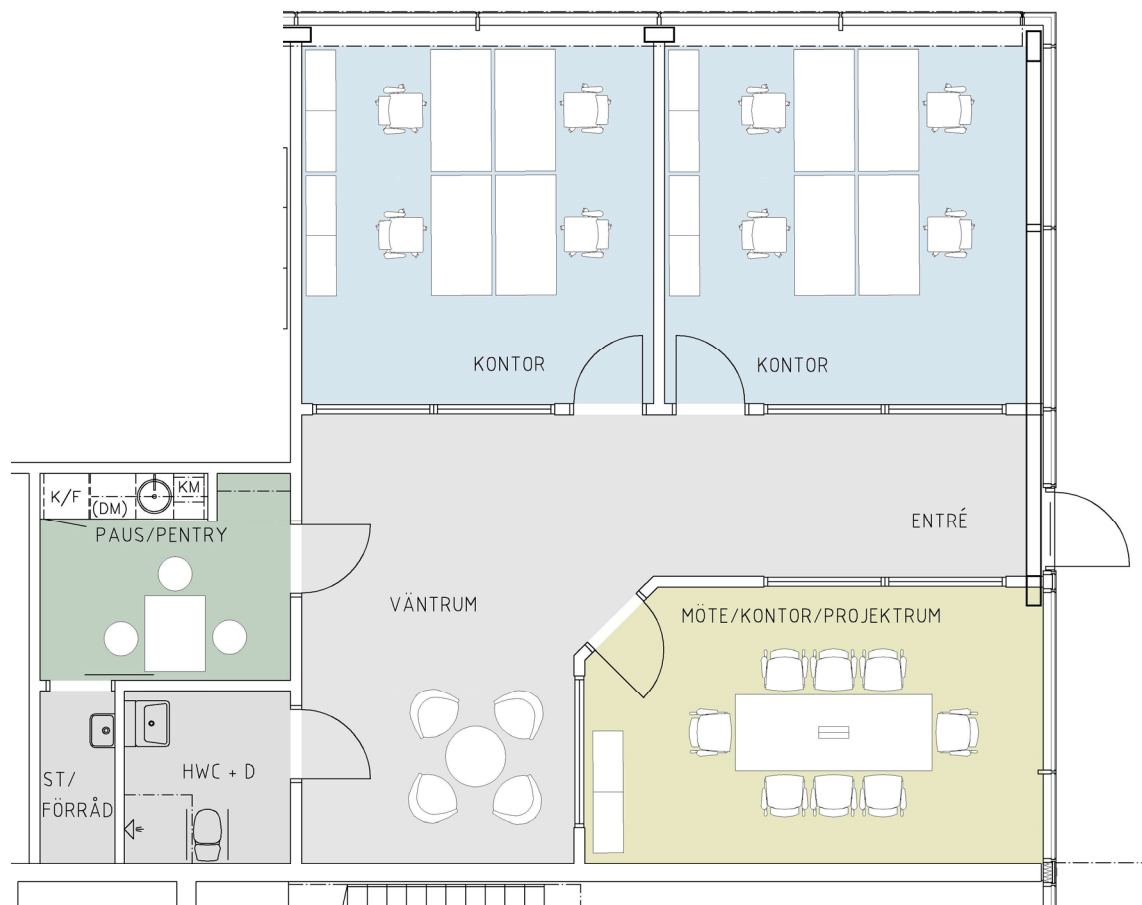 KONTOR
KONTOR
K/F
(DM)
KM
PAUS/PENTRY
ENTRÉ
VÄNTRUM
MÖTE/KONTOR/PROJEKTRUM
ST/
FÖRRÅD
HWC + D